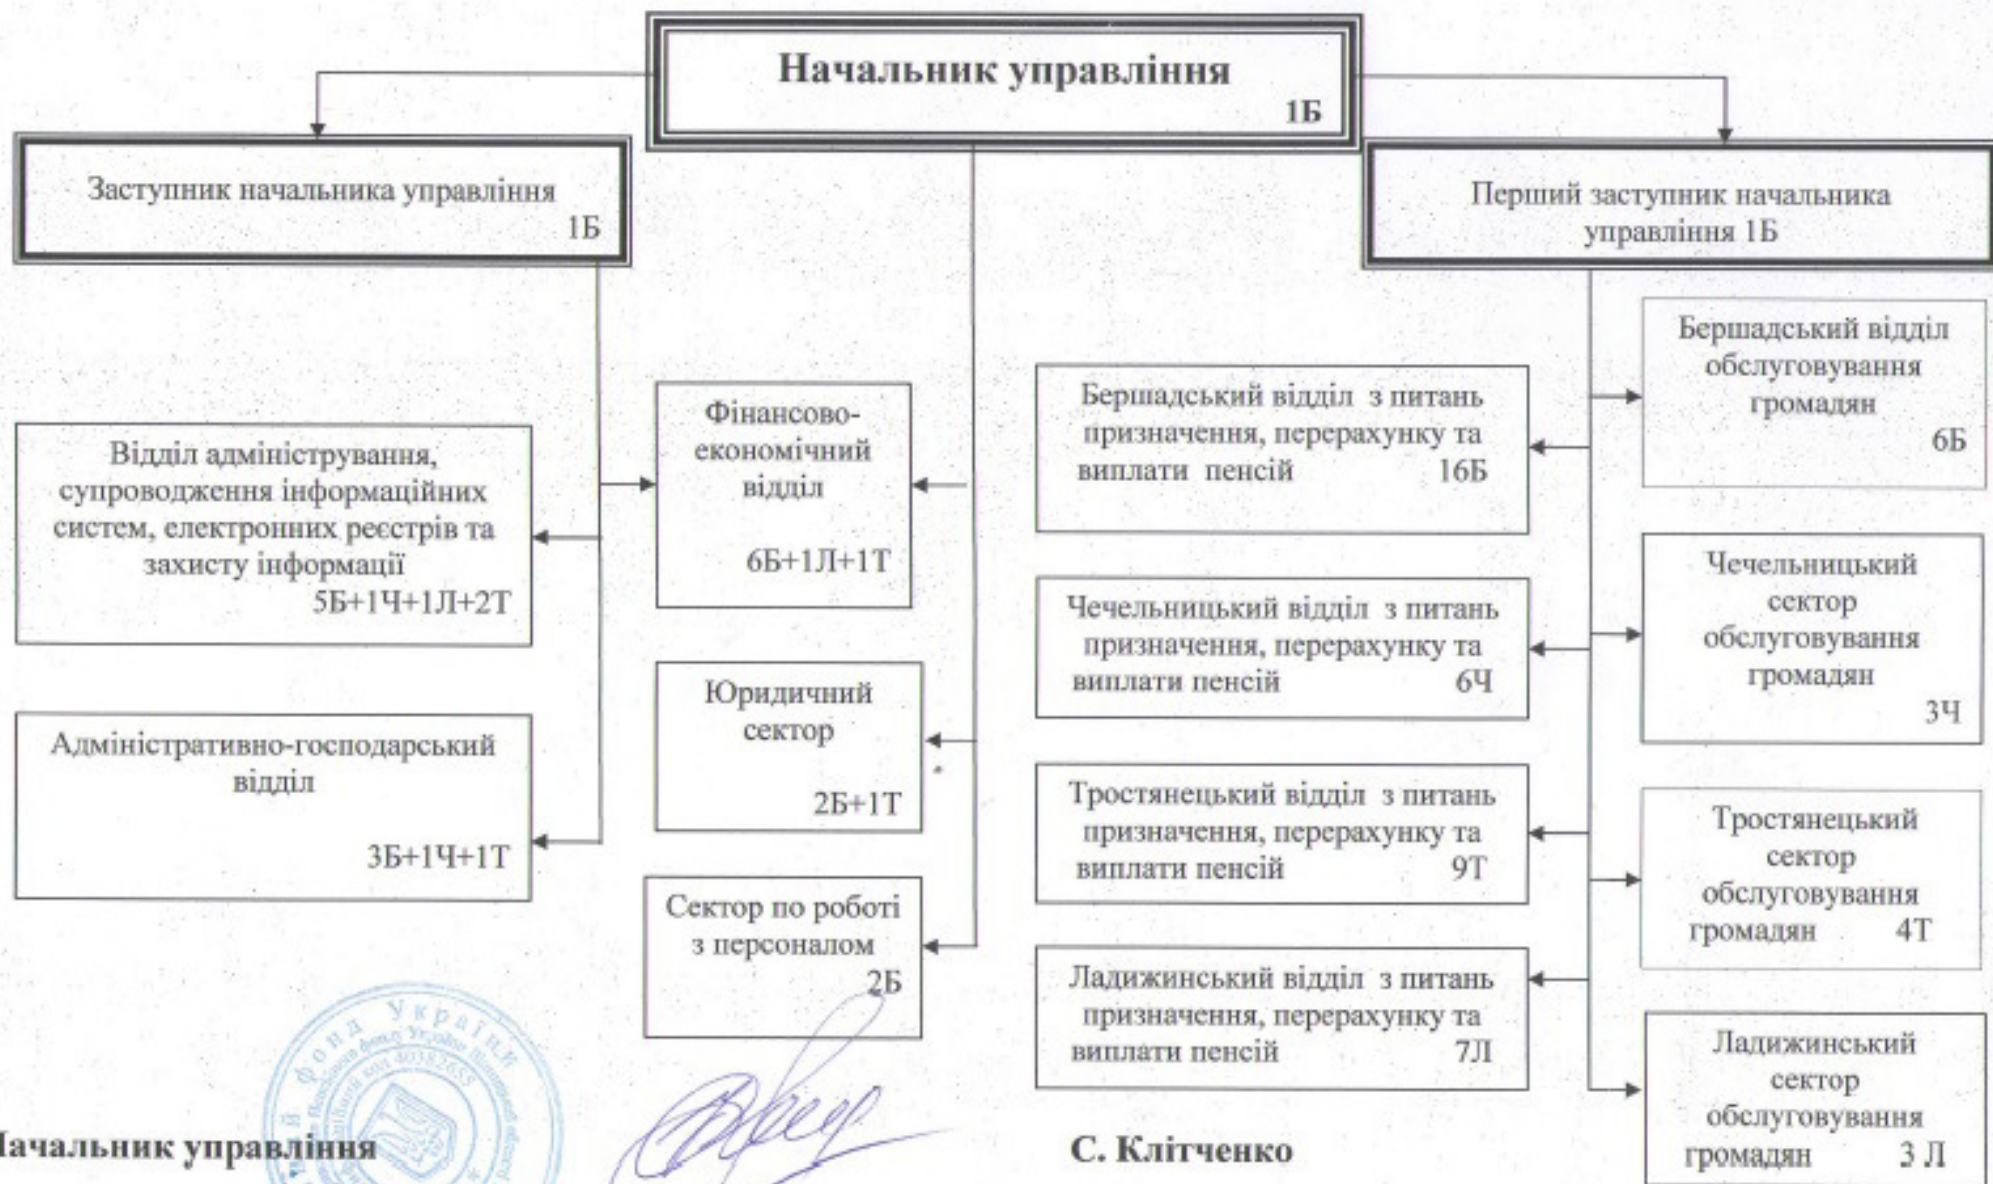 Начальник управління
1Б
Заступник начальника управління
1Б
Перший заступник начальника
управління 1Б
Відділ адміністрування,
супроводження інформаційних
систем, електронних реєстрів та
захисту інформації
5Б+1Ч+1Л+2Т
Адміністративно-господарський
відділ
3Б+1Ч+1Т
Фінансово-
економічний
відділ
6Б+1Л+1Т
Юридичний
сектор
2Б+1Т
Сектор по роботі
з персоналом
2Б
Бершадський відділ з питань
призначення, перерахунку та
виплати пенсій 16Б
Чечельницький відділ з питань
призначення, перерахунку та
виплати пенсій 6Ч
Тростянецький відділ з питань
призначення, перерахунку та
виплати пенсій 9Т
Ладижинський відділ з питань
призначення, перерахунку та
виплати пенсій 7Л
Бершадський відділ
обслуговування
громадян
6Б
Чечельницький
сектор
обслуговування
громадян
3Ч
Тростянецький
сектор
обслуговування
громадян 4Т
Ладижинський
сектор
обслуговування
громадян 3 Л
Начальник управління
С. Клітченко
фонд України